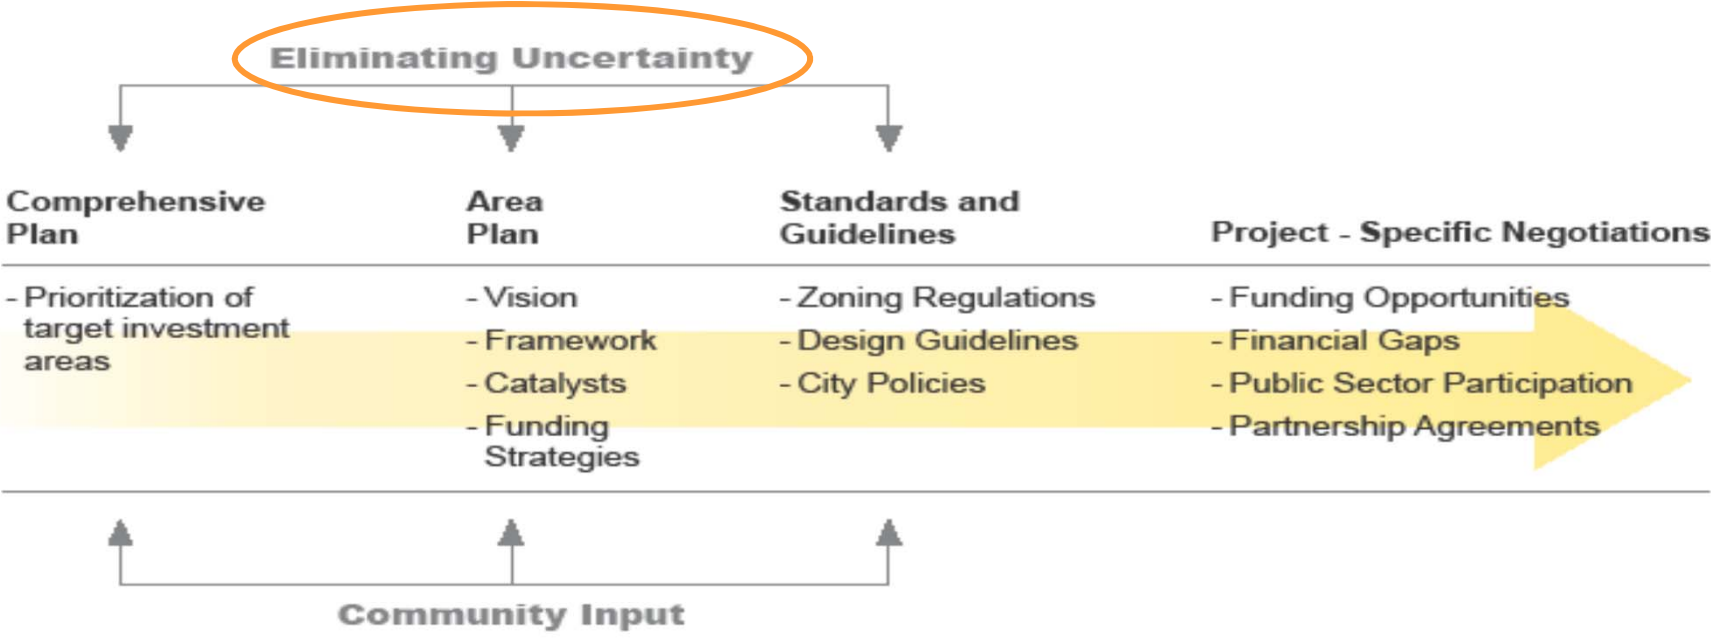 Eliminating Uncertainty
Comprehensive
Plan
Area
Plan
Standards and
Guidelines
Project - Specific Negotiations
- Prioritization of
target investment
areas
- Vision
- Framework
- Catalysts
- Funding
Strategies
- Zoning Regulations
- Design Guidelines
- City Policies
- Funding Opportunities
- Financial Gaps
- Public Sector Participation
- Partnership Agreements
Community Input